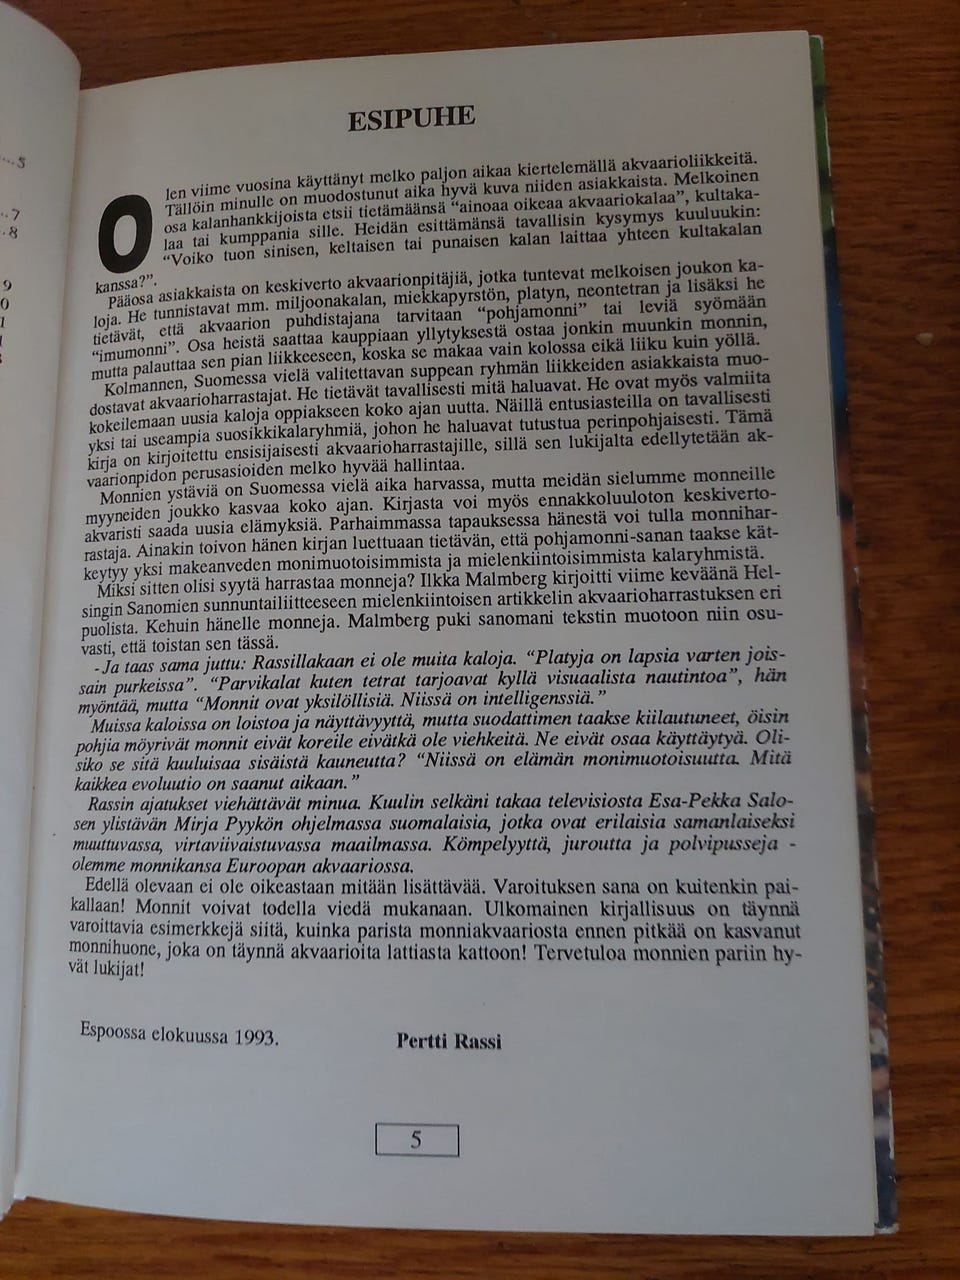 ...5
..7
..8
9
0
1
1
ESIPUHE
Olen viime vuosina käyttänyt melko paljon aikaa kiertelemällä akvaarioliikkeitä.
Tällöin minulle on muodostunut aika hyvä kuva niiden asiakkaista. Melkoinen
osa kalanhankkijoista etsii tietämäänsä “ainoaa oikeaa akvaariokalaa”, kultaka-
laa tai kumppania sille. Heidän esittämänsä tavallisin kysymys kuuluukin:
“Voiko tuon sinisen, keltaisen tai punaisen kalan laittaa yhteen kultakalan
kanssa?”.
Pääosa asiakkaista on keskiverto akvaarionpitäjiä, jotka tuntevat melkoisen joukon ka-
loja. He tunnistavat mm. miljoonakalan, miekkapyrstön, platyn, neontetran ja lisäksi he
tietävät, että akvaarion puhdistajana tarvitaan “pohjamonni” tai leviä syömään
“imumonni”. Osa heistä saattaa kauppiaan yllytyksestä ostaa jonkin muunkin monnin,
mutta palauttaa sen pian liikkeeseen, koska se makaa vain kolossa eikä liiku kuin yöllä.
Kolmannen, Suomessa vielä valitettavan suppean ryhmän liikkeiden asiakkaista muo-
dostavat akvaarioharrastajat. He tietävät tavallisesti mitä haluavat. He ovat myös valmiita
kokeilemaan uusia kaloja oppiakseen koko ajan uutta. Näillä entusiasteilla on tavallisesti
yksi tai useampia suosikkikalaryhmiä, johon he haluavat tutustua perinpohjaisesti. Tämä
kirja on kirjoitettu ensisijaisesti akvaarioharrastajille, sillä sen lukijalta edellytetään ak-
vaarionpidon perusasioiden melko hyvää hallintaa.
Monnien ystäviä on Suomessa vielä aika harvassa, mutta meidän sielumme monneille
myyneiden joukko kasvaa koko ajan. Kirjasta voi myös ennakkoluuloton keskiverto-
akvaristi saada uusia elämyksiä. Parhaimmassa tapauksessa hänestä voi tulla monnihar-
rastaja. Ainakin toivon hänen kirjan luettuaan tietävän, että pohjamonni-sanan taakse kät-
keytyy yksi makeanveden monimuotoisimmista ja mielenkiintoisimmista kalaryhmistä.
Miksi sitten olisi syytä harrastaa monneja? Ilkka Malmberg kirjoitti viime keväänä Hel-
singin Sanomien sunnuntailiitteeseen mielenkiintoisen artikkelin akvaarioharrastuksen eri
puolista. Kehuin hänelle monneja. Malmberg puki sanomani tekstin muotoon niin osu-
vasti, että toistan sen tässä.
-Ja taas sama juttu: Rassillakaan ei ole muita kaloja. “Platyja on lapsia varten jois-
sain purkeissa”. “Parvikalat kuten tetrat tarjoavat kyllä visuaalista nautintoa”, hän
myöntää, mutta “Monnit ovat yksilöllisiä. Niissä on intelligenssiä.”
Muissa kaloissa on loistoa ja näyttävyyttä, mutta suodattimen taakse kiilautuneet, öisin
pohjia möyrivät monnit eivät koreile eivätkä ole viehkeitä. Ne eivät osaa käyttäytyä. Oli-
siko se sitä kuuluisaa sisäistä kauneutta? “Niissä on elämän monimuotoisuutta. Mitä
kaikkea evoluutio on saanut aikaan.”
Rassin ajatukset viehättävät minua. Kuulin selkäni takaa televisiosta Esa-Pekka Salo-
sen ylistävän Mirja Pyykön ohjelmassa suomalaisia, jotka ovat erilaisia samanlaiseksi
muuttuvassa, virtaviivaistuvassa maailmassa. Kömpelyyttä, juroutta ja polvipusseja -
olemme monnikansa Euroopan akvaariossa.
Edellä olevaan ei ole oikeastaan mitään lisättävää. Varoituksen sana on kuitenkin pai-
kallaan! Monnit voivat todella viedä mukanaan. Ulkomainen kirjallisuus on täynnä
varoittavia esimerkkejä siitä, kuinka parista monniakvaariosta ennen pitkää on kasvanut
monnihuone, joka on täynnä akvaarioita lattiasta kattoon! Tervetuloa monnien pariin hy-
vät lukijat!
Espoossa elokuussa 1993.
Pertti Rassi
5